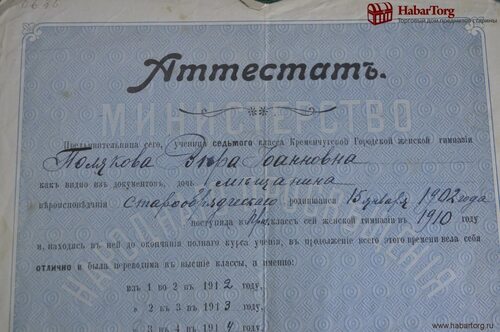 HabarTorg
Торговый дом предметов старины
Аттестатъ.
МИНИСТЕРСТВО
Предъявительница сего, ученица седьмого класса Кременчугской Городской женской гимназіи
Полякова Вѣра Іоанновна
какъ видно изъ документовъ, дочь мѣщанина
вѣроисповѣданія старообрядческаго родившаяся 15 января 1902 года
поступила въ класс сей женской гимназіи въ 1910 году
и, находясь въ ней до окончанія полнаго курса ученія, въ продолженіе всего этого времени вела себя
отлично и была переводима въ высшіе классы, а именно:
изъ 1 во 2 въ 1912 году,
2 въ 3 въ 1913 году,
3 въ 4 въ 1914 году,
www.habartorg.ru